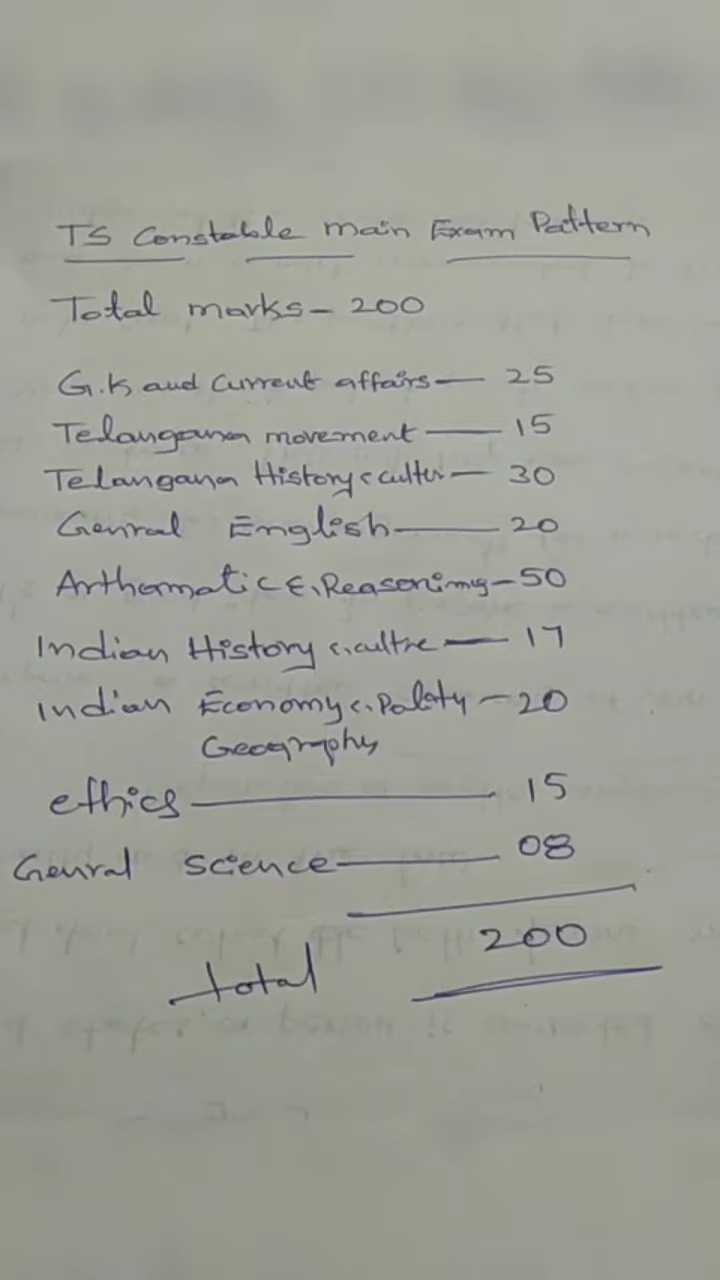 TS Constable main Exam Pattern
Total marks - 200
G.K and Current affairs — 25
Telangana movement — 15
Telangana History & cultur — 30
Genral English — 20
Arthamatic & Reasoning - 50
Indian History & cultre — 17
Indian Economy & Polity - 20
Geography
ethics — 15
Genral Science — 08
total 200